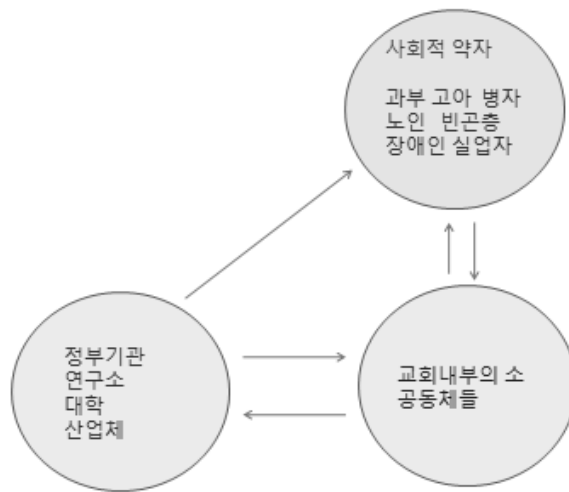 사회적 약자
과부 고아 병자
노인 빈곤층
장애인 실업자
정부기관
연구소
대학
산업체
교회내부의 소
공동체들